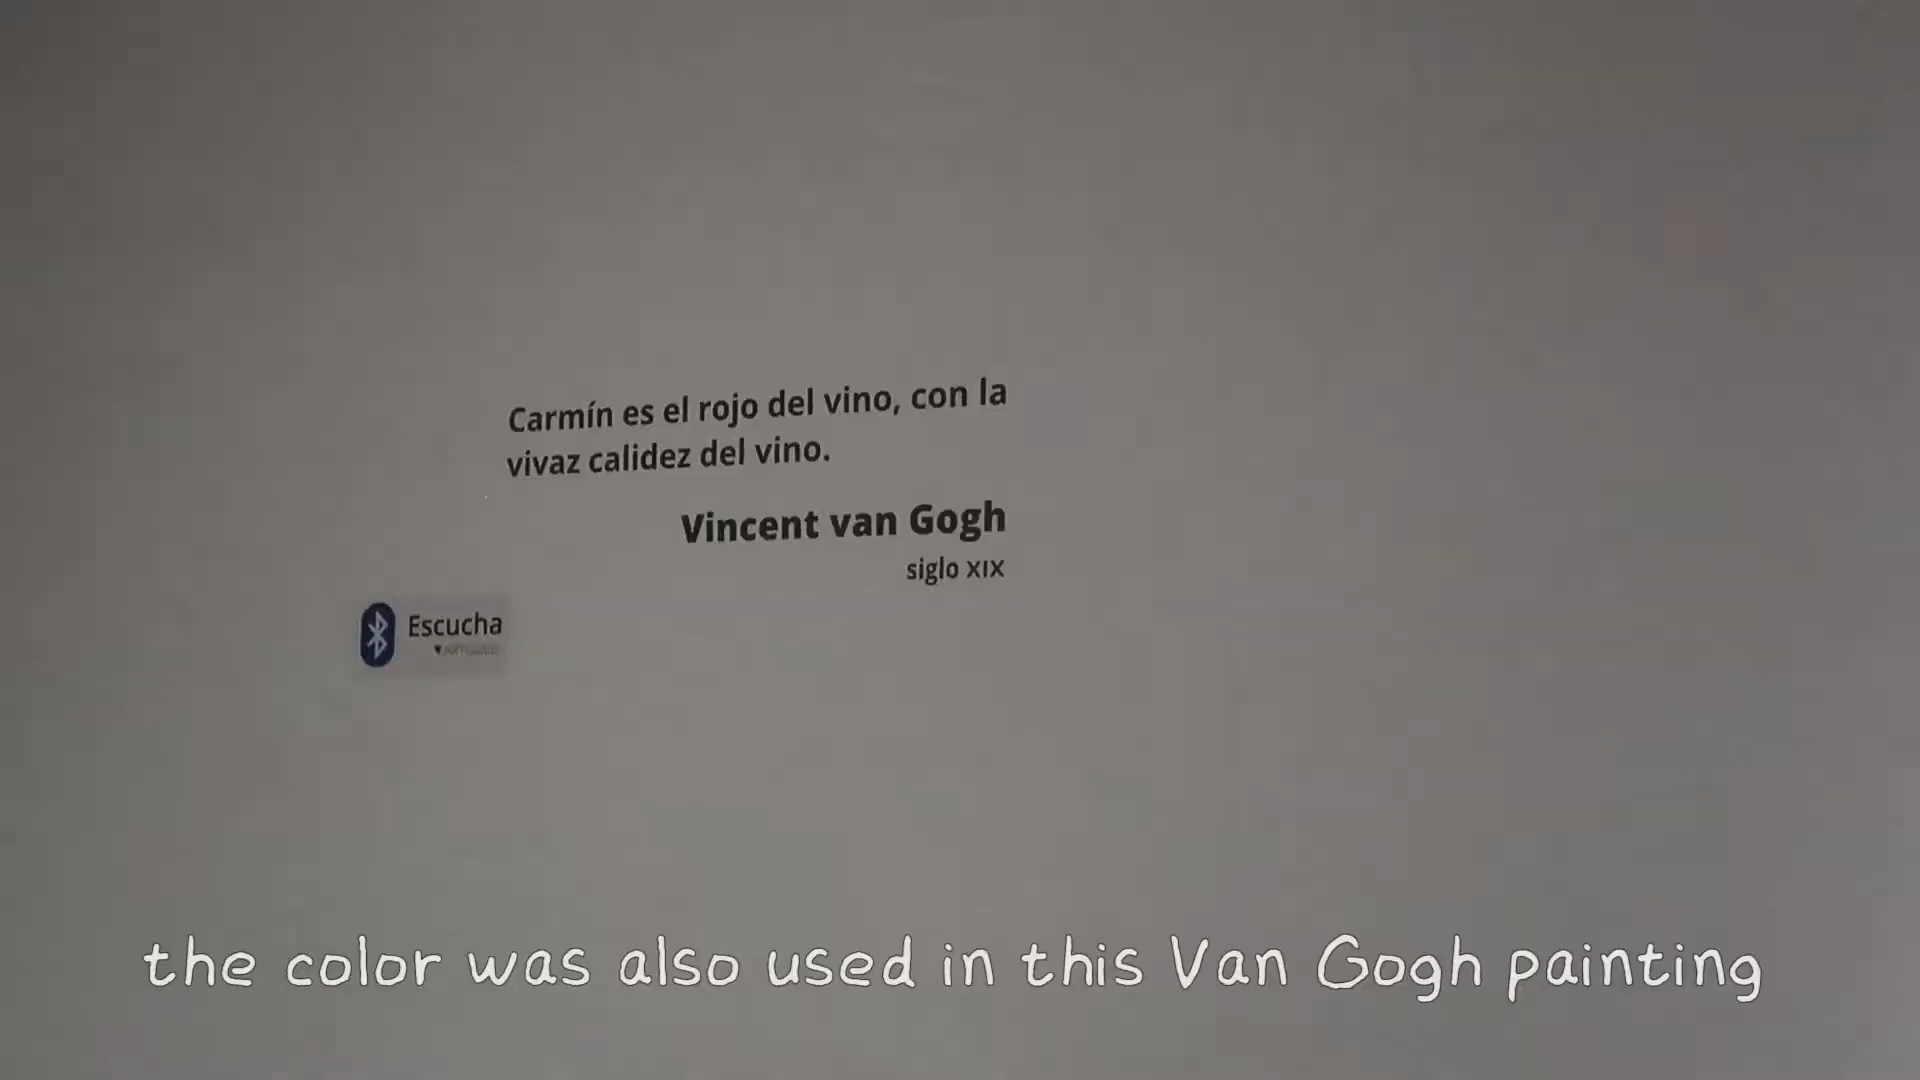 Carmín es el rojo del vino, con la
vivaz calidez del vino.
Vincent van Gogh
siglo XIX
Escucha
the color was also used in this Van Gogh painting